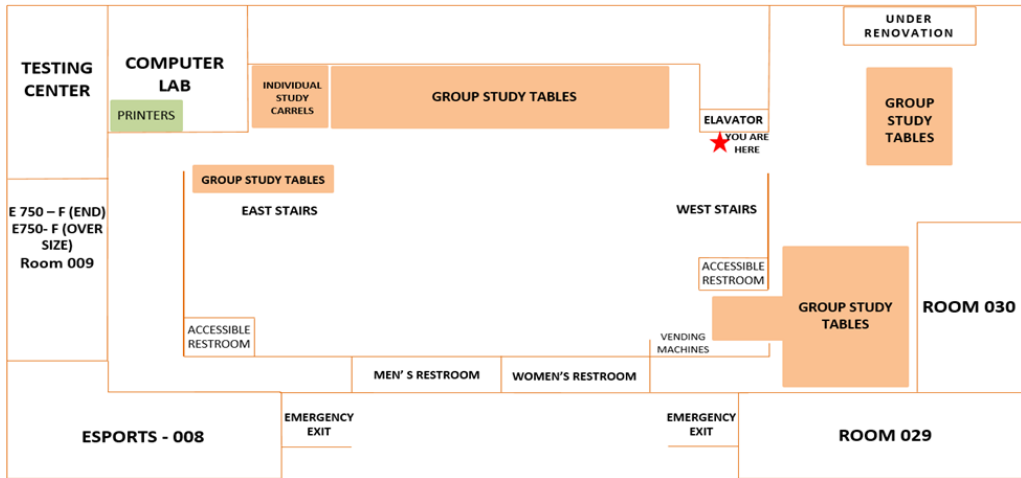 UNDER
RENOVATION
TESTING
CENTER
COMPUTER
LAB
PRINTERS
INDIVIDUAL
STUDY
CARRELS
GROUP STUDY TABLES
ELAVATOR
YOU ARE
HERE
GROUP
STUDY
TABLES
GROUP STUDY TABLES
EAST STAIRS
WEST STAIRS
E 750 – F (END)
E750- F (OVER
SIZE)
Room 009
ACCESSIBLE
RESTROOM
GROUP STUDY
TABLES
ROOM 030
ACCESSIBLE
RESTROOM
VENDING
MACHINES
MEN' S RESTROOM
WOMEN'S RESTROOM
ESPORTS - 008
EMERGENCY
EXIT
EMERGENCY
EXIT
ROOM 029